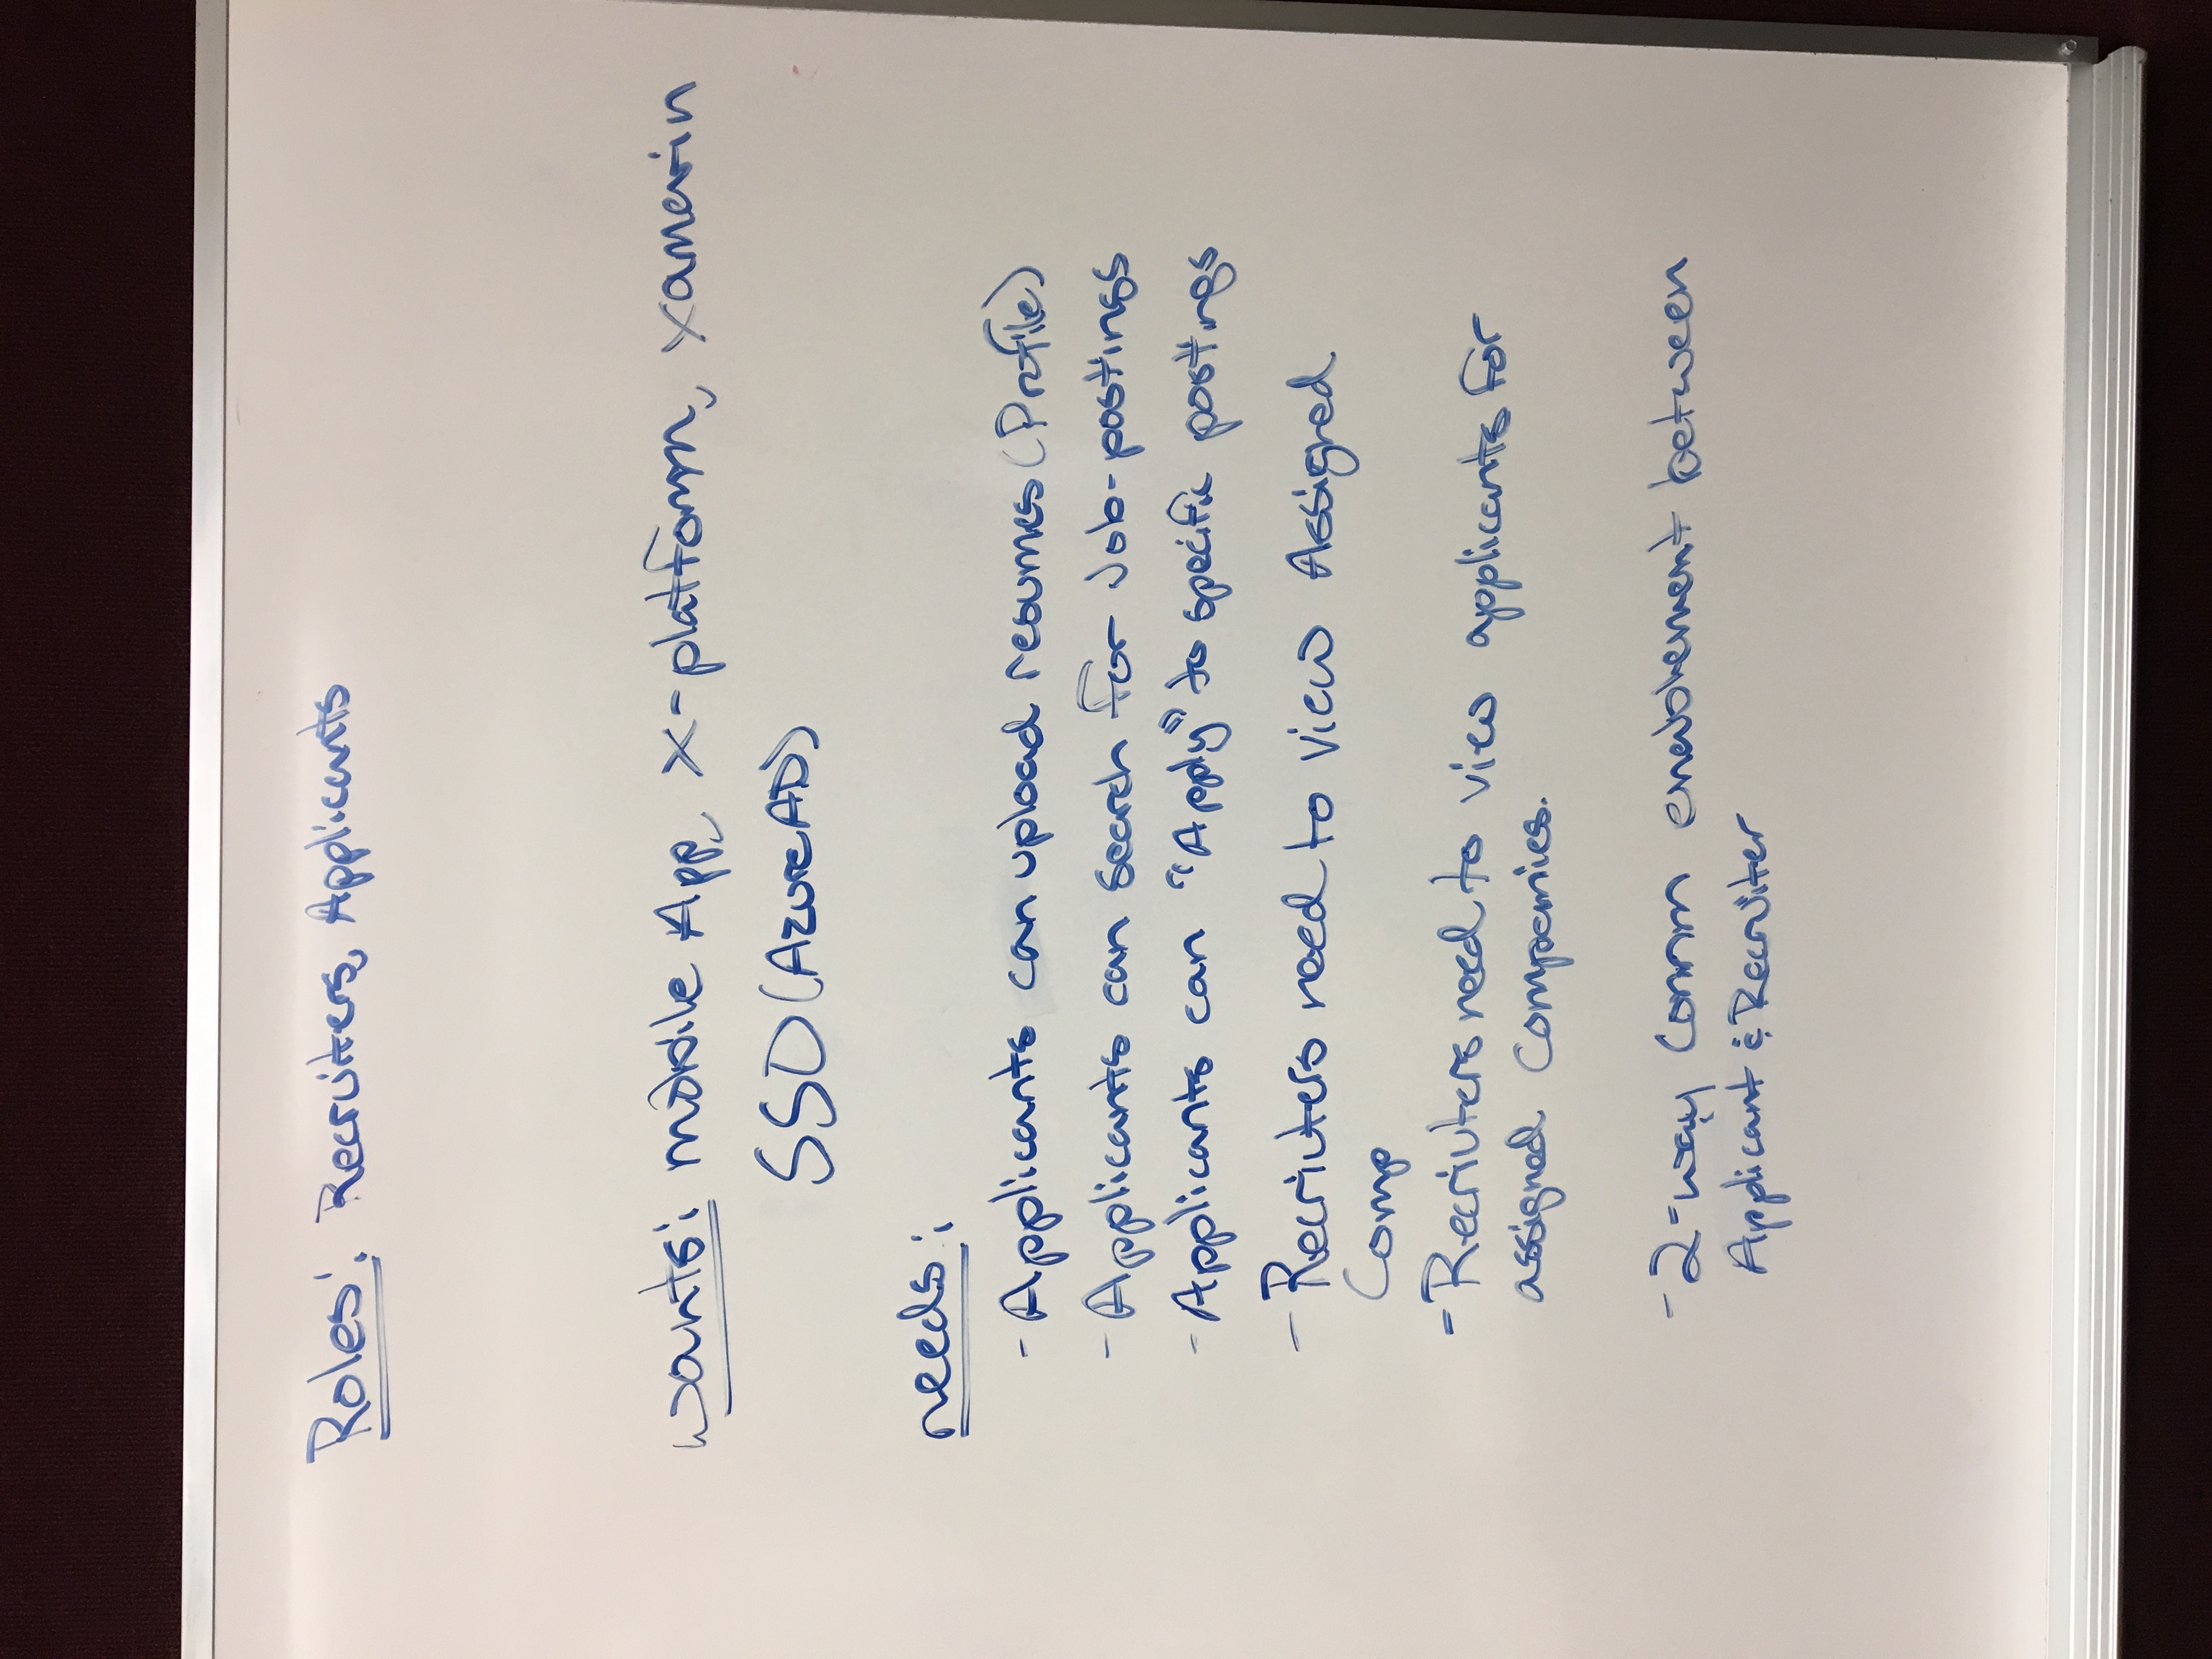 Roles: Recruiters, Applicants
wants: mobile App, X-platform, xamarin
SSO (AzureAD)
needs:
- Applicants can upload resumes (Profile)
- Applicants can search for Job-postings
- Applicants can "Apply" to specific postings
- Recriuters need to view Assigned
Comp
- Recriuters need to view applicants for
assigned Companies.
- 2-way Comm enablement between
Applicant & Recruiter